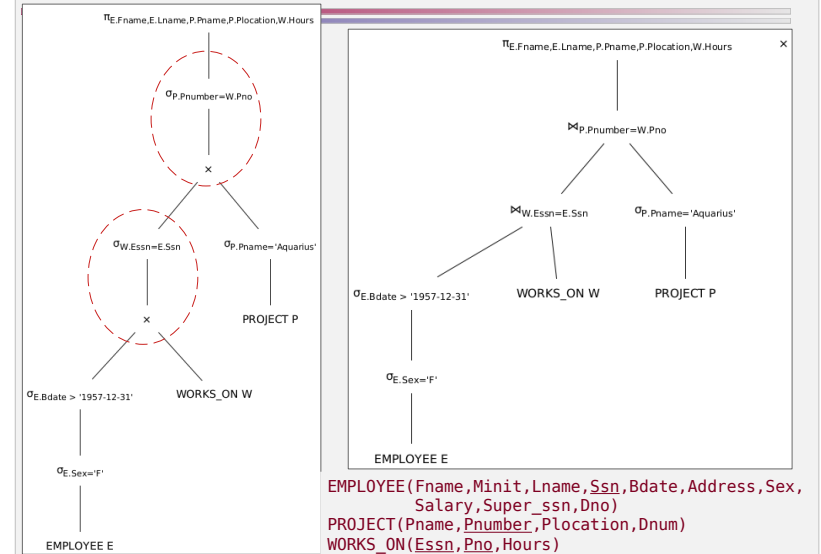 πE.Fname,E.Lname,P.Pname,P.Plocation,W.Hours
σP.Pnumber=W.Pno
×
σW.Essn=E.Ssn
σP.Pname='Aquarius'
×
PROJECT P
σE.Bdate > '1957-12-31'
WORKS_ON W
σE.Sex='F'
EMPLOYEE E
×
πE.Fname,E.Lname,P.Pname,P.Plocation,W.Hours
⋈P.Pnumber=W.Pno
⋈W.Essn=E.Ssn
σP.Pname='Aquarius'
σE.Bdate > '1957-12-31'
WORKS_ON W
PROJECT P
σE.Sex='F'
EMPLOYEE E
EMPLOYEE(Fname,Minit,Lname,Ssn,Bdate,Address,Sex,
Salary,Super_ssn,Dno)
PROJECT(Pname,Pnumber,Plocation,Dnum)
WORKS_ON(Essn,Pno,Hours)